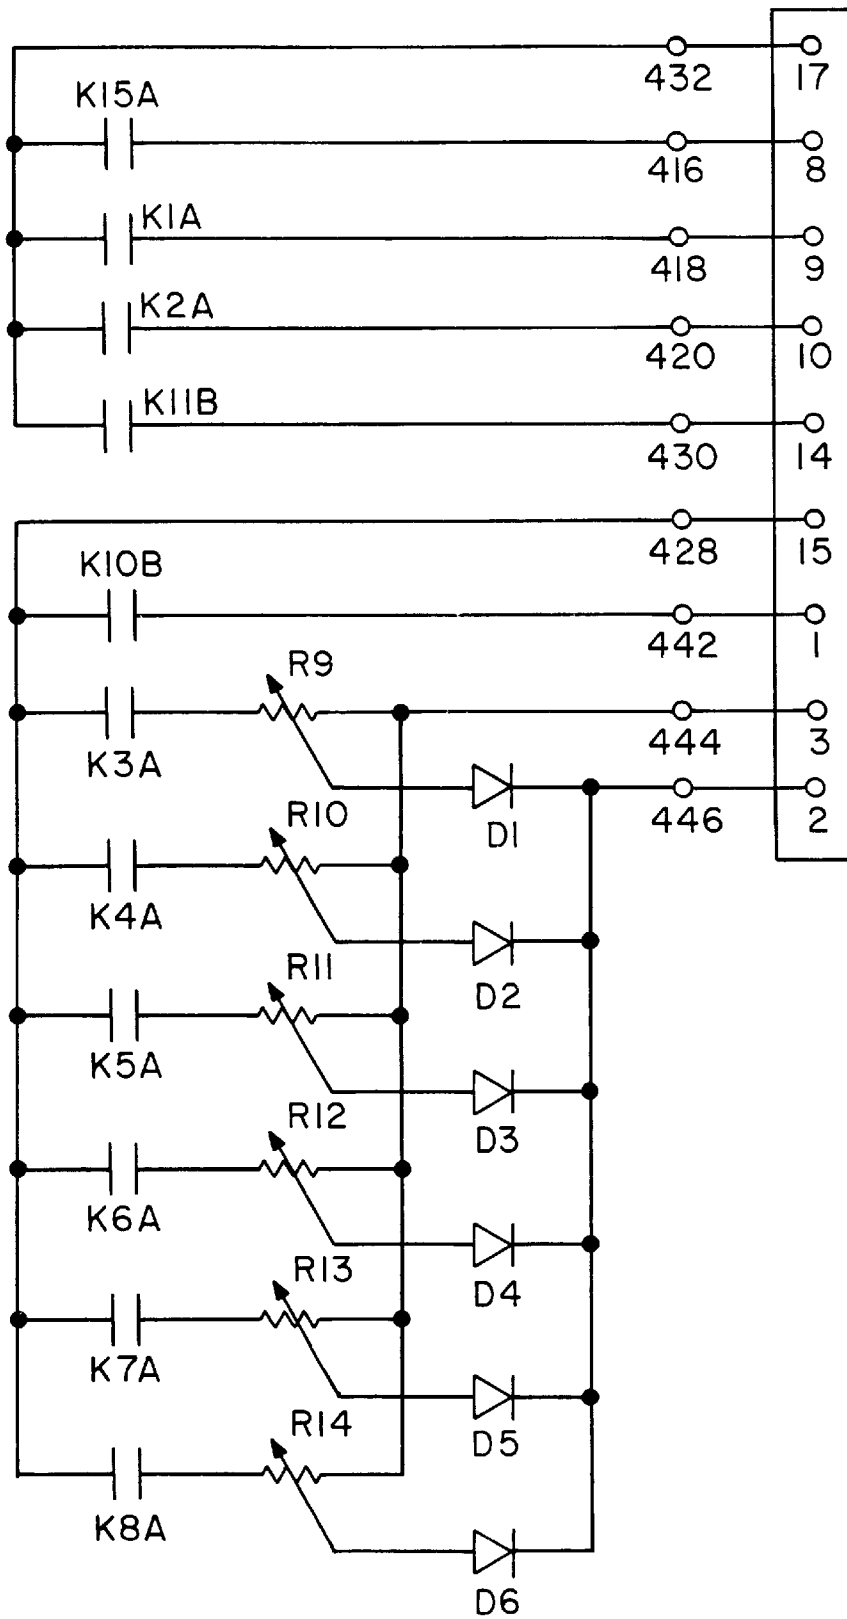 432 17
K15A
416 8
K1A
418 9
K2A
420 10
K11B
430 14
428 15
K10B
442 1
R9
444 3
K3A
446 2
R10
D1
K4A
R11
D2
K5A
R12
D3
K6A
R13
D4
K7A
R14
D5
K8A
D6